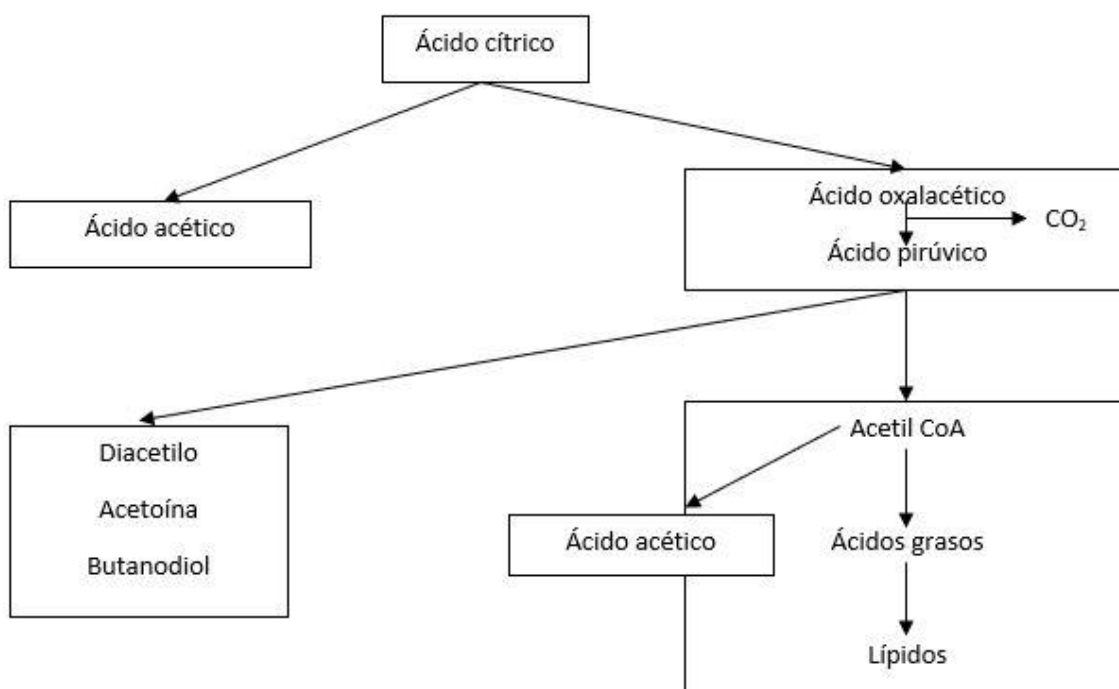 Ácido cítrico
Ácido acético
Ácido oxalacético
CO₂
Ácido pirúvico
Diacetilo
Acetoína
Butanodiol
Acetil CoA
Ácido acético
Ácidos grasos
Lípidos